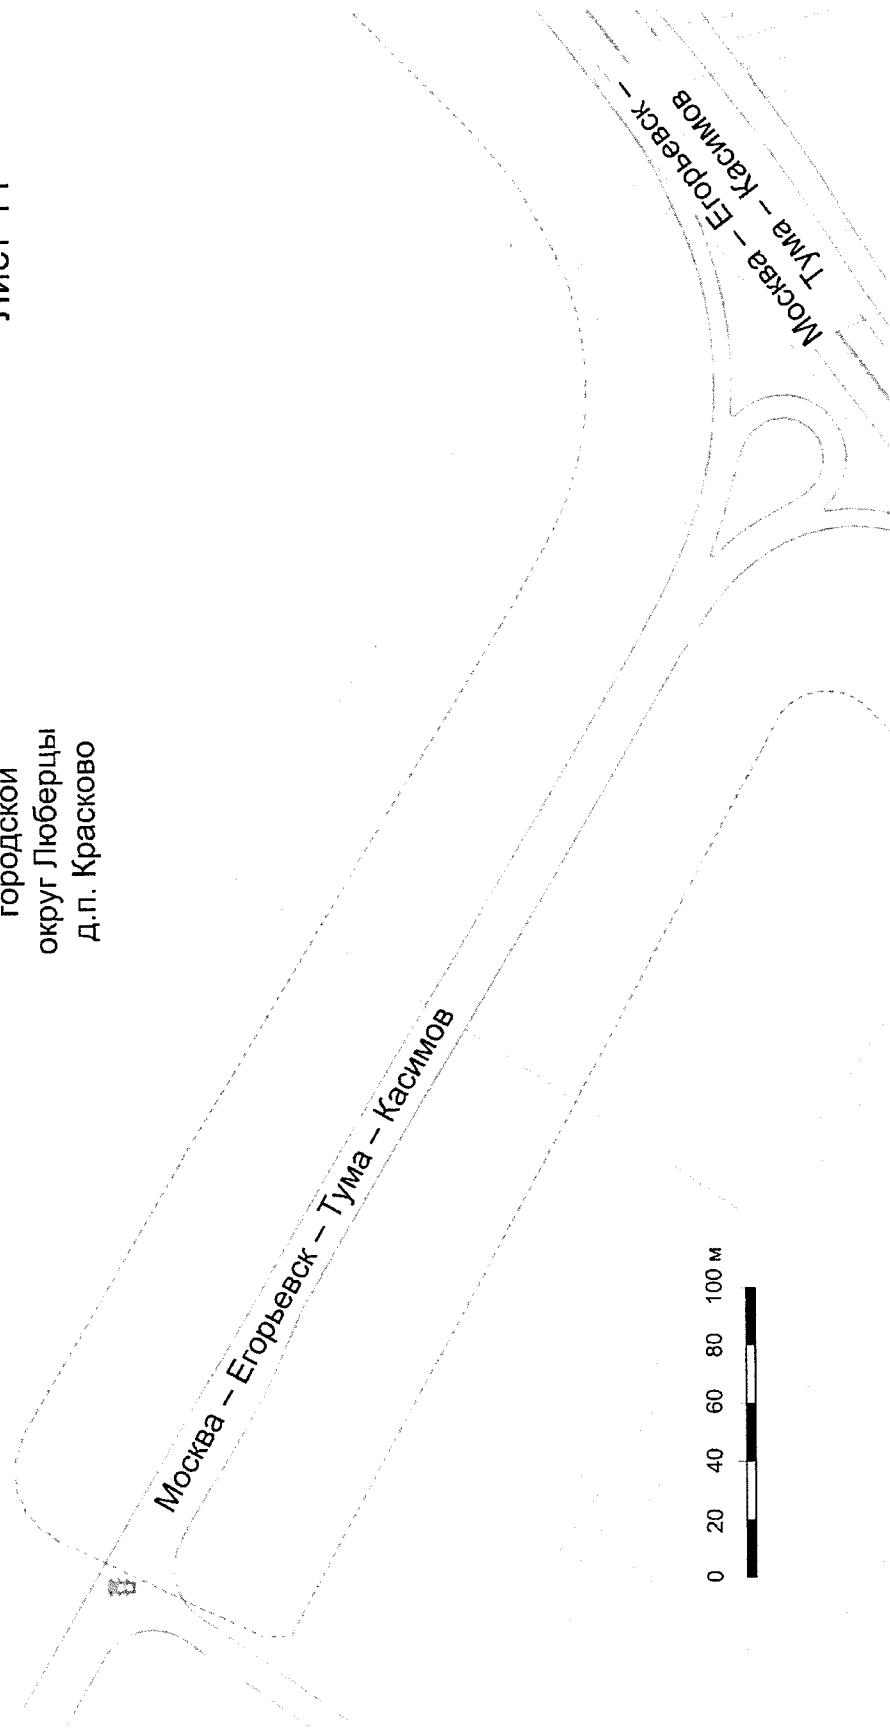 городской
округ Люберцы
д.п. Красково
Москва – Егорьевск –
Тума – Касимов
Москва – Егорьевск – Тума – Касимов
0 20 40 60 80 100 м